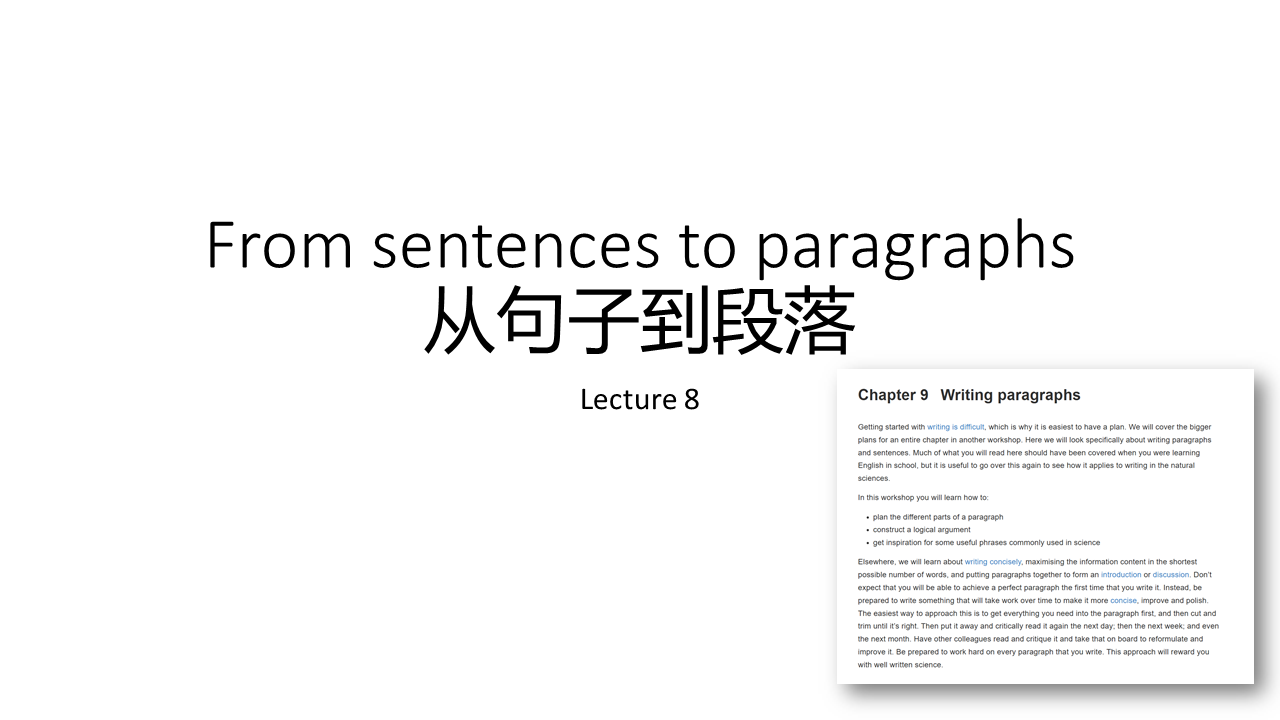 From sentences to paragraphs
从句子到段落
Lecture 8
Chapter 9 Writing paragraphs
Getting started with writing is difficult, which is why it is easiest to have a plan. We will cover the bigger
plans for an entire chapter in another workshop. Here we will look specifically about writing paragraphs
and sentences. Much of what you will read here should have been covered when you were learning
English in school, but it is useful to go over this again to see how it applies to writing in the natural
sciences.
In this workshop you will learn how to:
• plan the different parts of a paragraph
• construct a logical argument
• get inspiration for some useful phrases commonly used in science
Elsewhere, we will learn about writing concisely, maximising the information content in the shortest
possible number of words, and putting paragraphs together to form an introduction or discussion. Don't
expect that you will be able to achieve a perfect paragraph the first time that you write it. Instead, be
prepared to write something that will take work over time to make it more concise, improve and polish.
The easiest way to approach this is to get everything you need into the paragraph first, and then cut and
trim until it's right. Then put it away and critically read it again the next day; then the next week; and even
the next month. Have other colleagues read and critique it and take that on board to reformulate and
improve it. Be prepared to work hard on every paragraph that you write. This approach will reward you
with well written science.